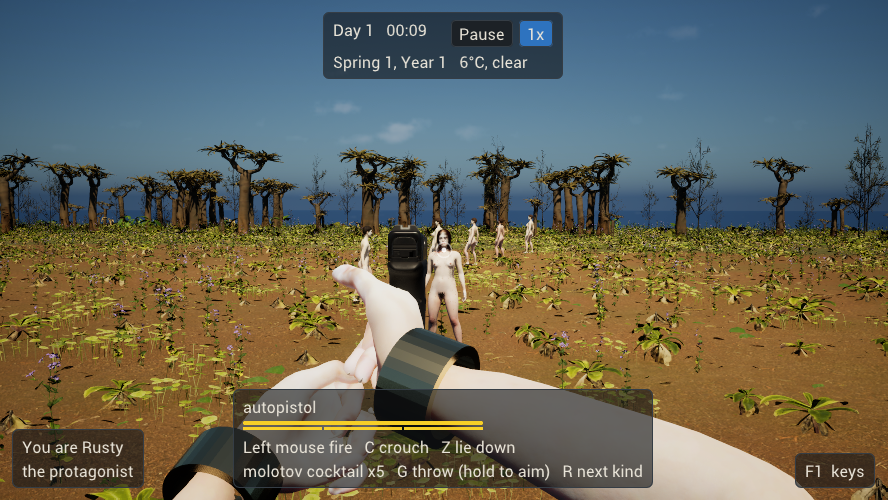 Day 1 00:09 Pause 1x
Spring 1, Year 1 6°C, clear
autopistol
Left mouse fire C crouch Z lie down
molotov cocktail x5 G throw (hold to aim) R next kind
You are Rusty
the protagonist
F1 keys